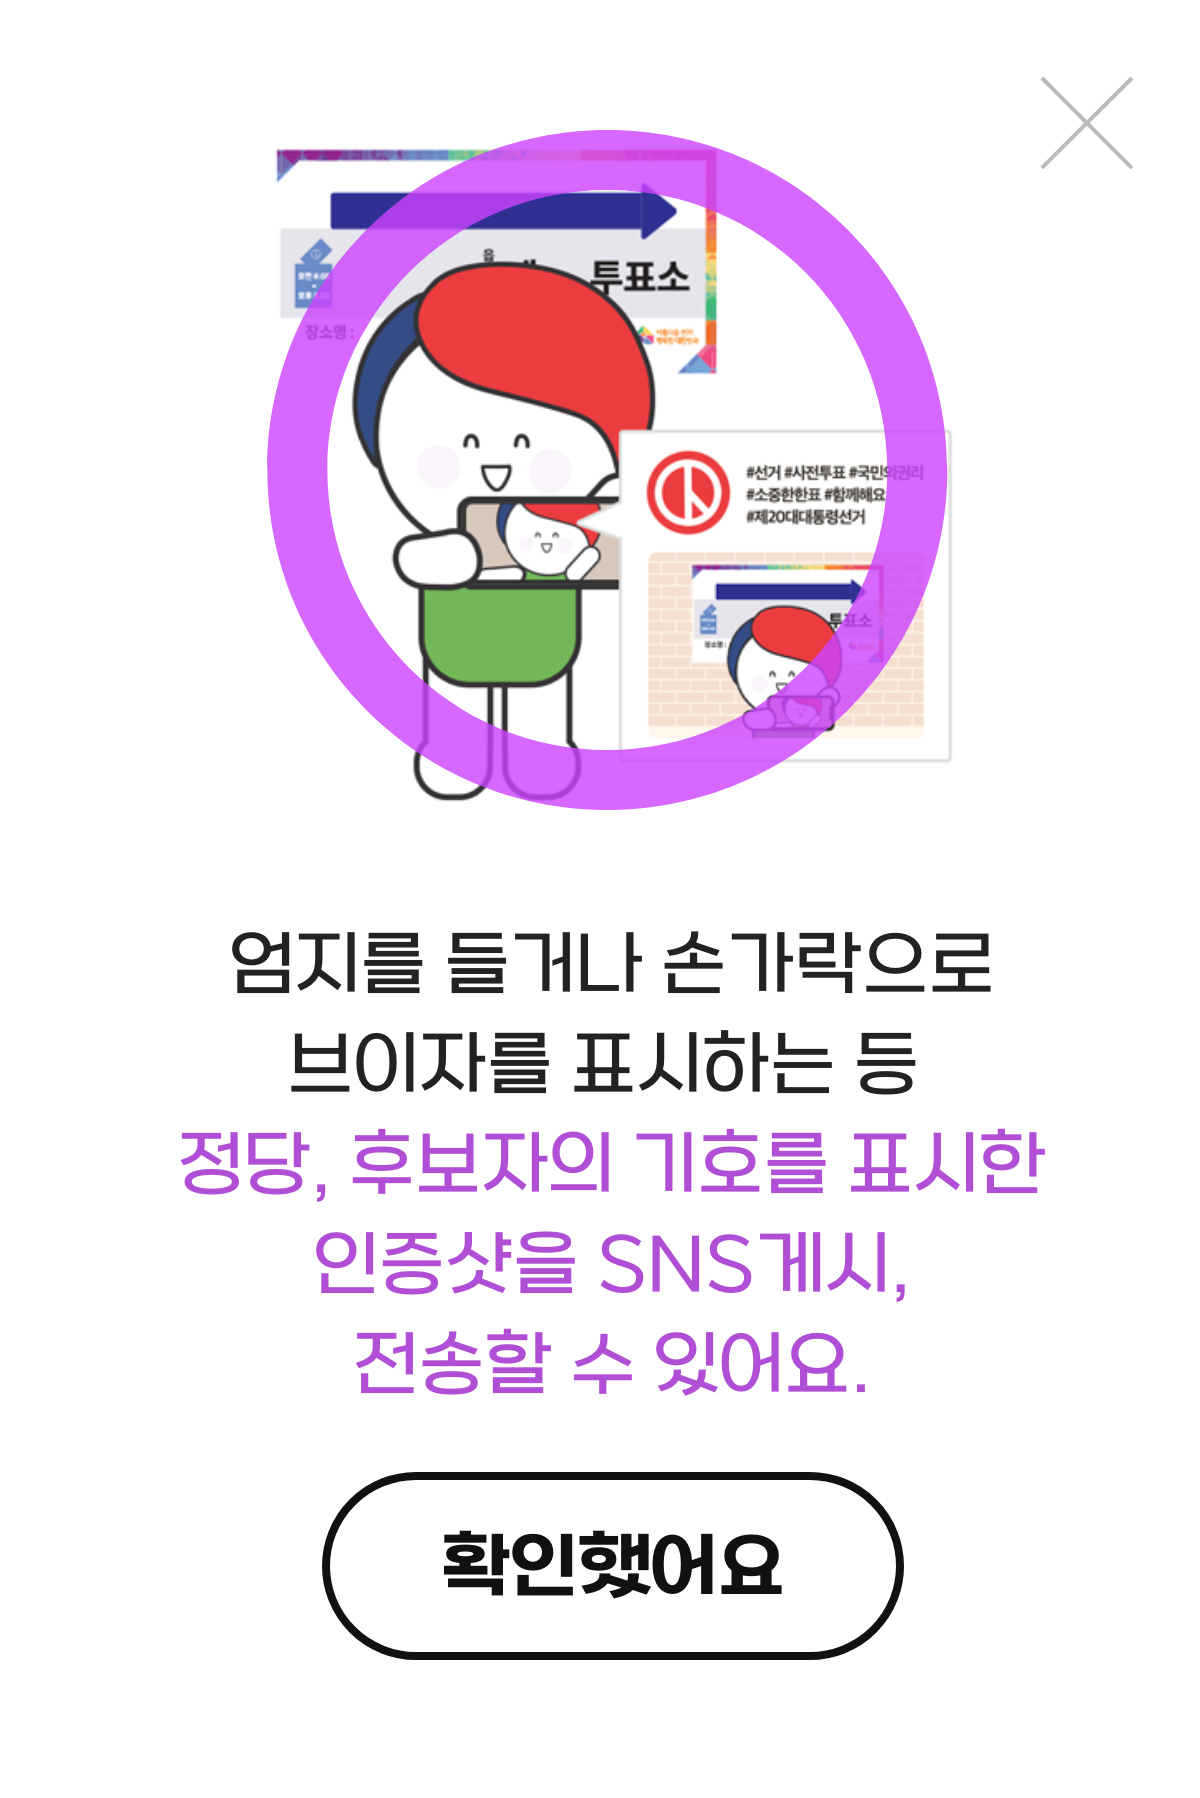 읍
투표소
장소명 :
#선거 #사전투표 #국민의권리
#소중한한표 #함께해요
#제20대대통령선거
투표소
장소명 :
엄지를 들거나 손가락으로
브이자를 표시하는 등
정당, 후보자의 기호를 표시한
인증샷을 SNS게시,
전송할 수 있어요.
확인했어요